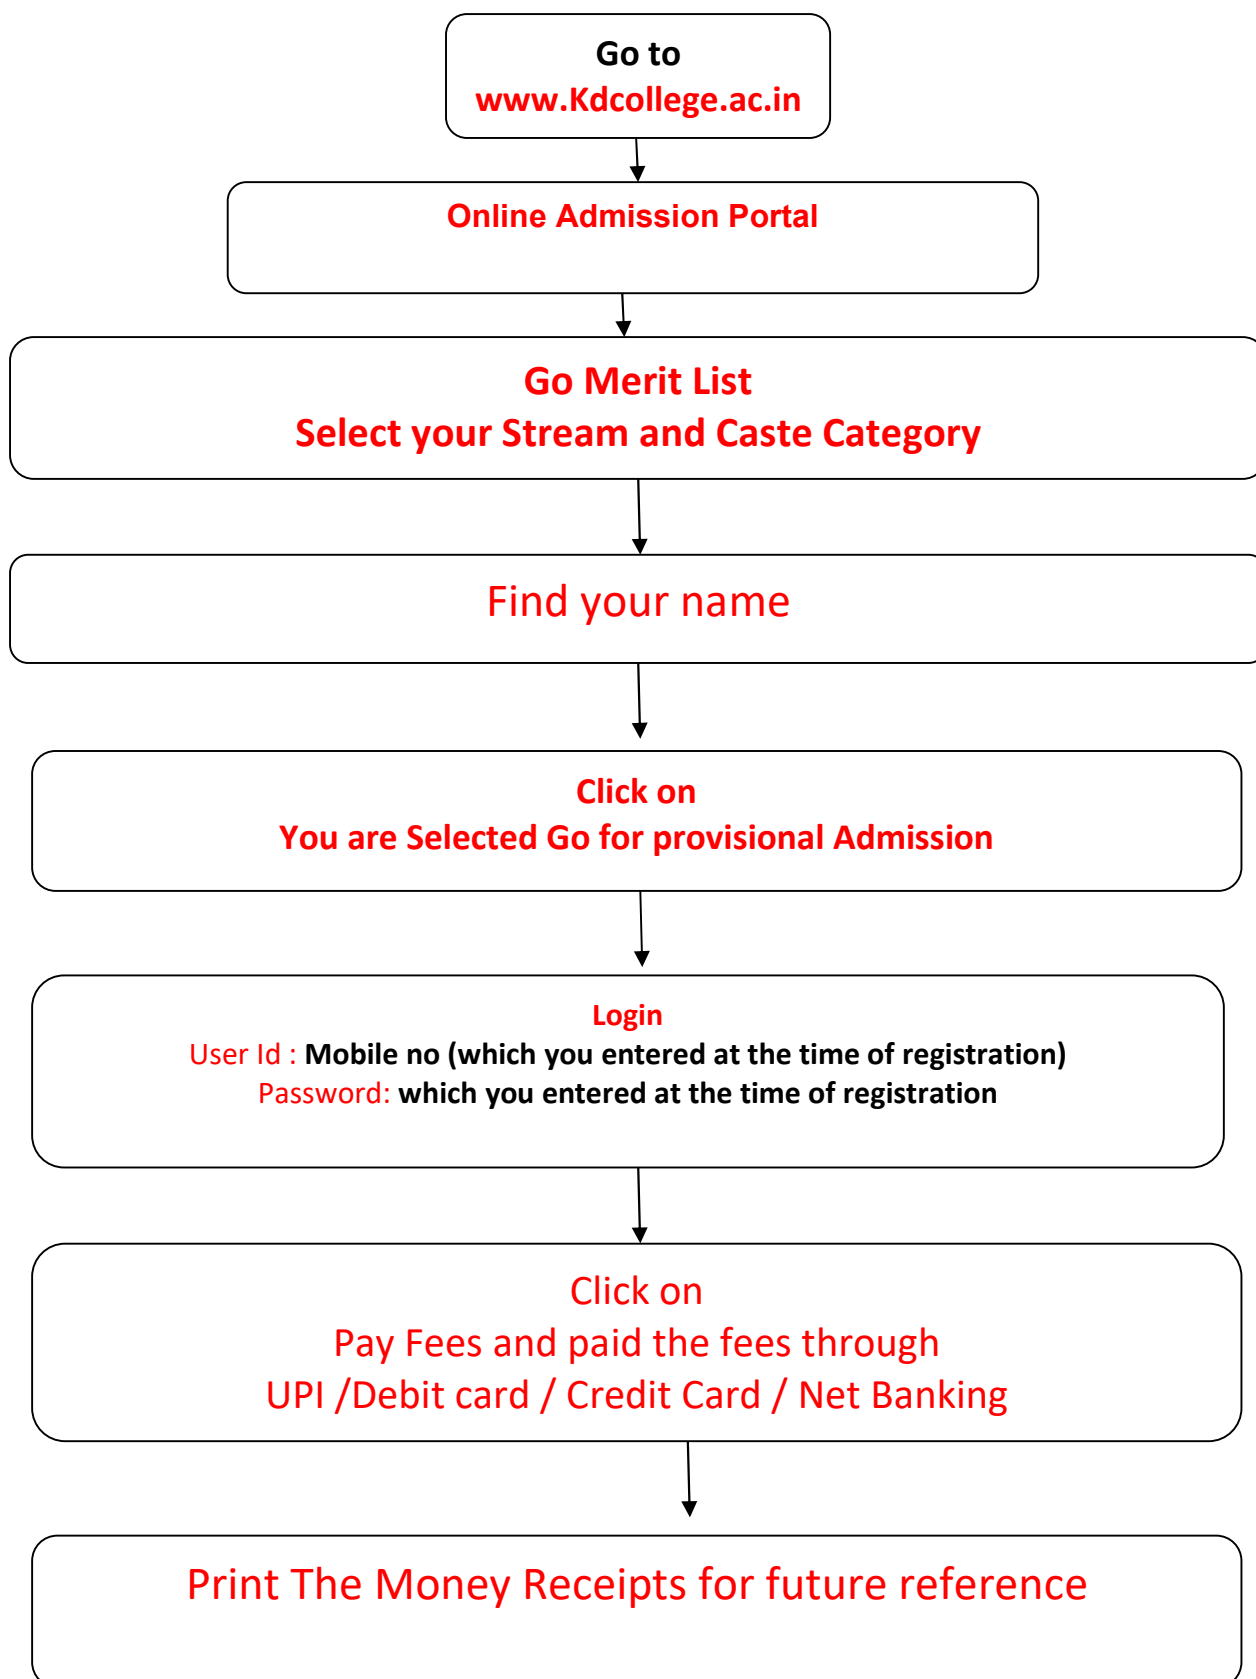 Go to
www.Kdcollege.ac.in
Online Admission Portal
Go Merit List
Select your Stream and Caste Category
Find your name
Click on
You are Selected Go for provisional Admission
Login
User Id : Mobile no (which you entered at the time of registration)
Password: which you entered at the time of registration
Click on
Pay Fees and paid the fees through
UPI /Debit card / Credit Card / Net Banking
Print The Money Receipts for future reference